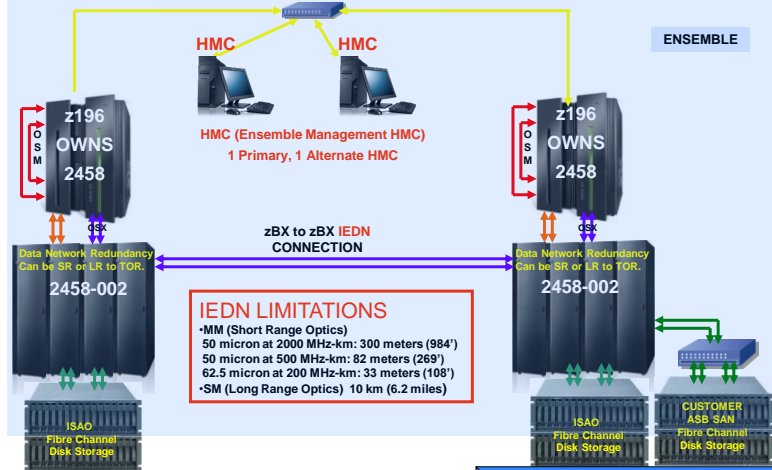 HMC
HMC
ENSEMBLE
HMC (Ensemble Management HMC)
1 Primary, 1 Alternate HMC
z196
OWNS
2458
O
S
M
OSX
z196
OWNS
2458
O
S
M
OSX
Data Network Redundancy
Can be SR or LR to TOR.
2458-002
zBX to zBX IEDN
CONNECTION
Data Network Redundancy
Can be SR or LR to TOR.
2458-002
IEDN LIMITATIONS
•MM (Short Range Optics)
50 micron at 2000 MHz-km: 300 meters (984’)
50 micron at 500 MHz-km: 82 meters (269’)
62.5 micron at 200 MHz-km: 33 meters (108’)
•SM (Long Range Optics) 10 km (6.2 miles)
ISAO
Fibre Channel
Disk Storage
ISAO
Fibre Channel
Disk Storage
CUSTOMER
ASB SAN
Fibre Channel
Disk Storage